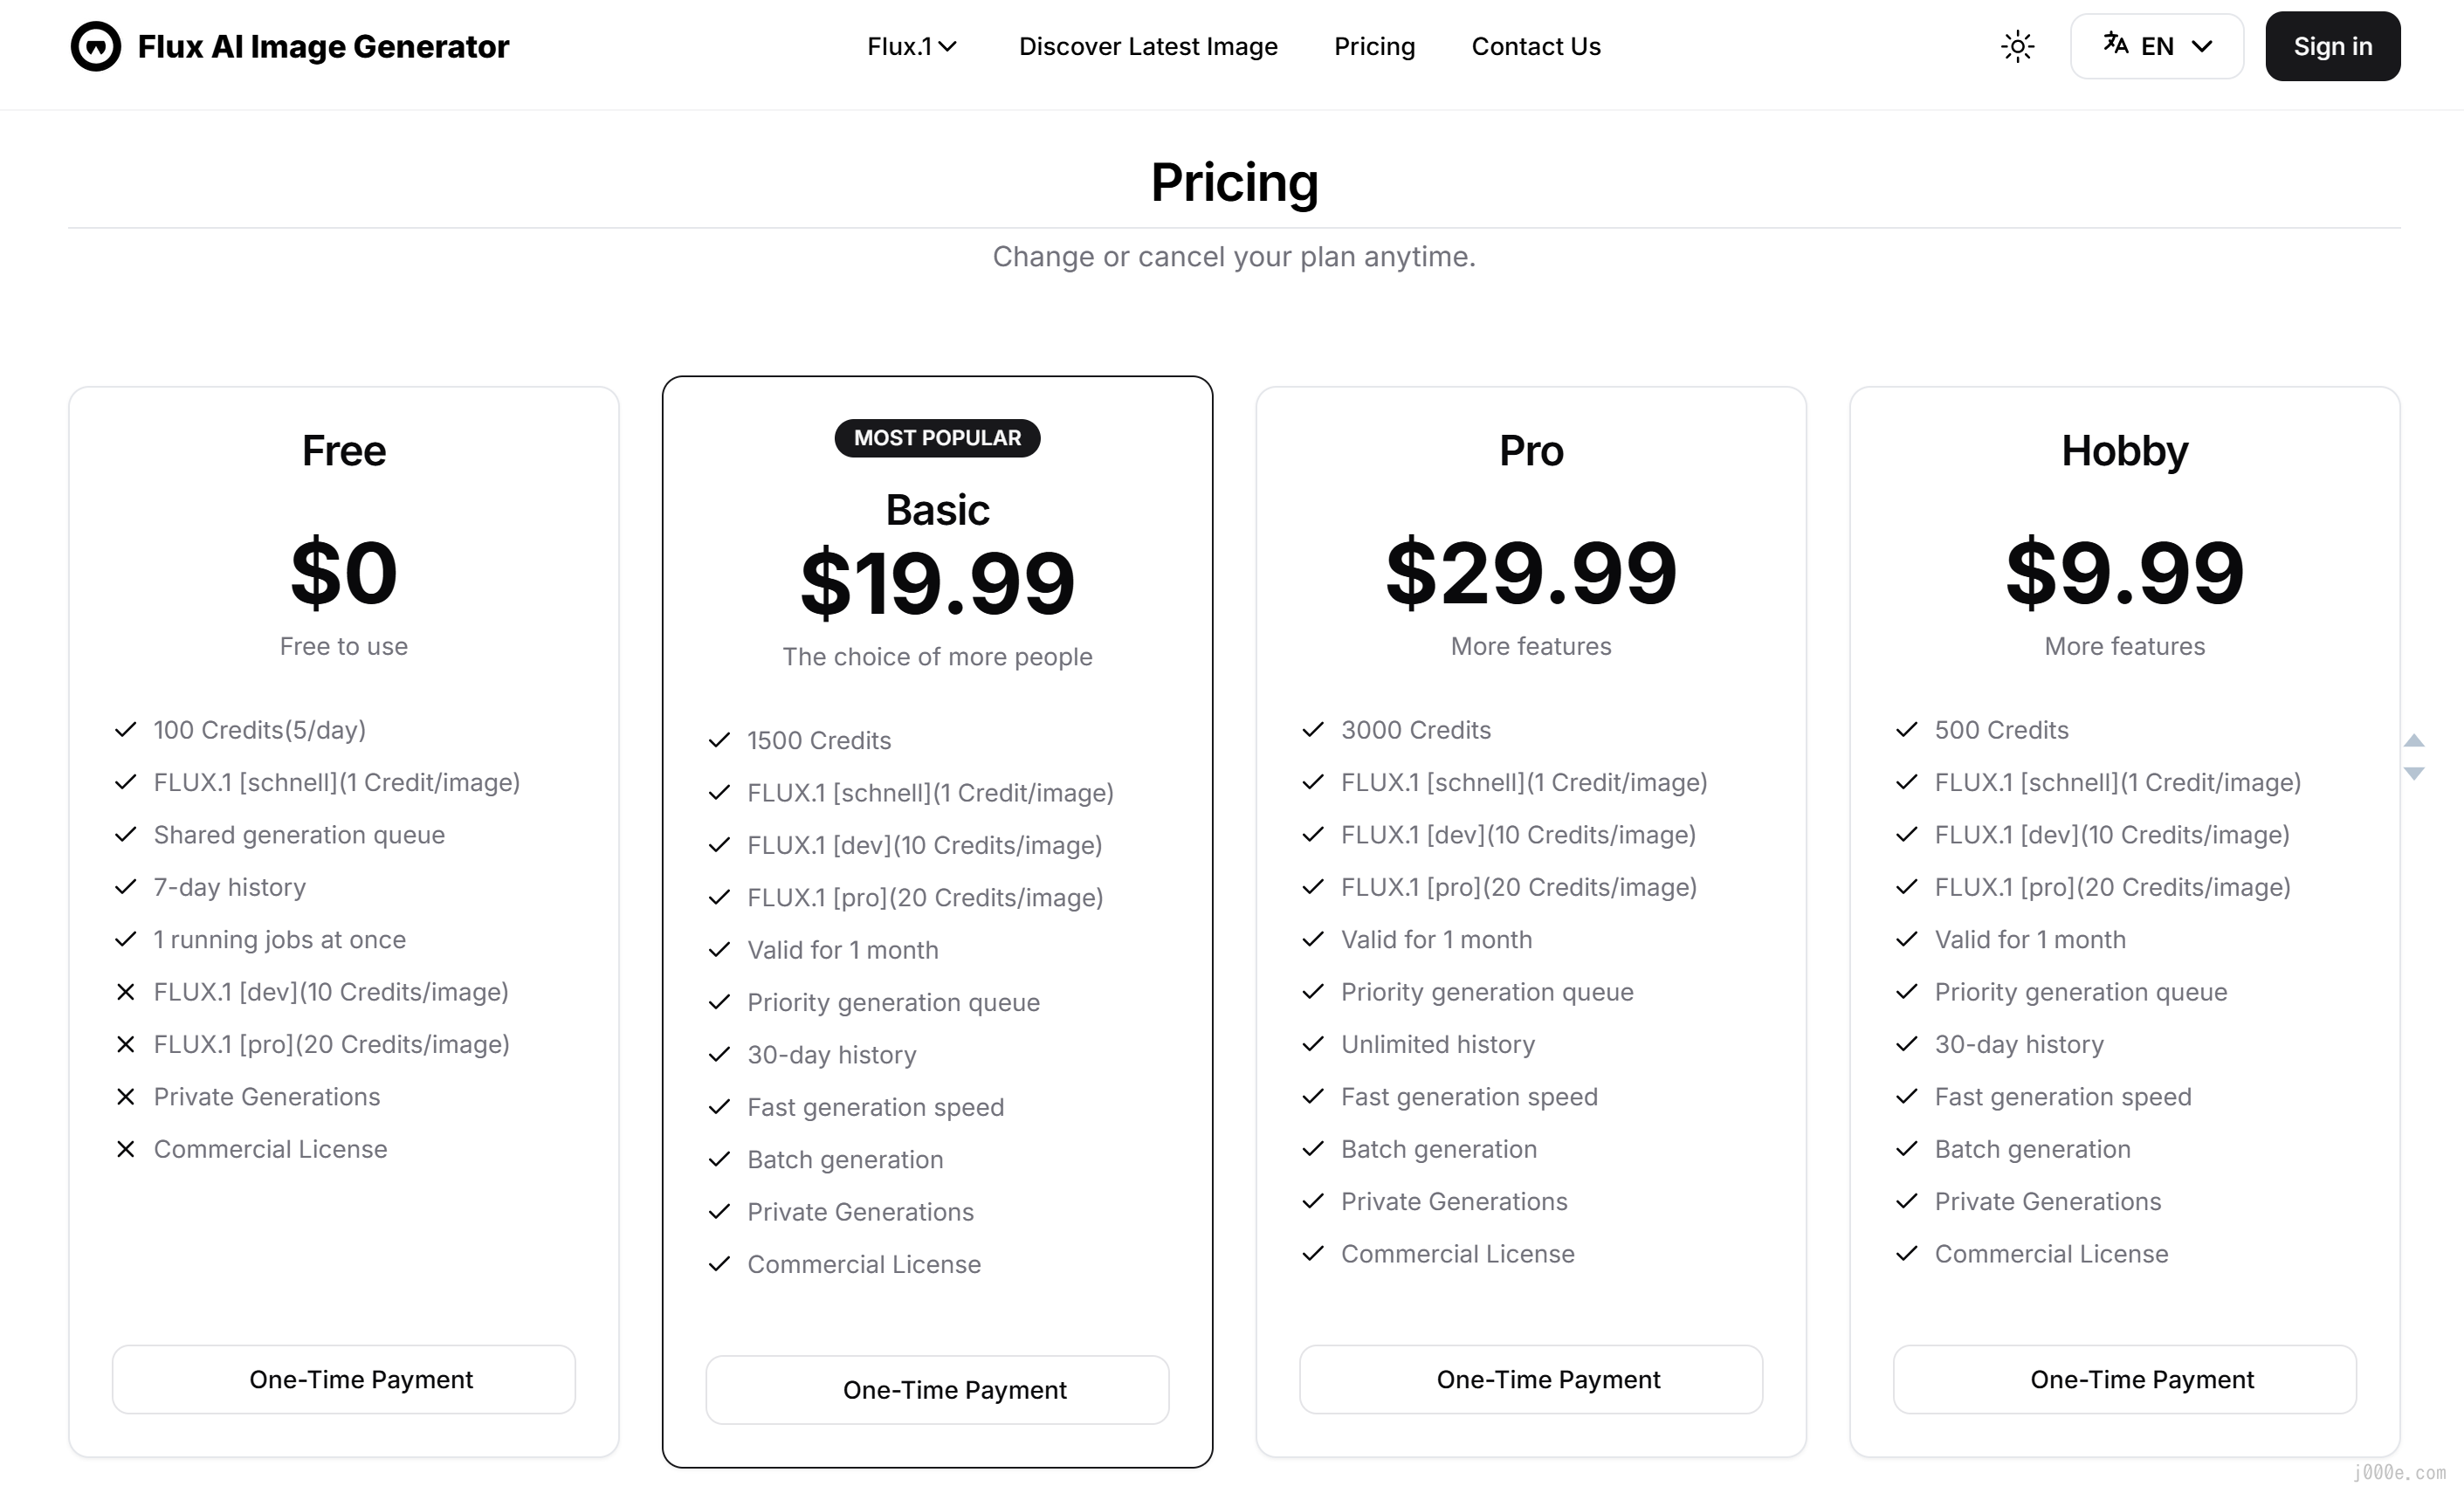 Flux AI Image Generator
Flux.1
Discover Latest Image
Pricing
Contact Us
EN
Sign in
Pricing
Change or cancel your plan anytime.
Free
$0
Free to use
100 Credits(5/day)
FLUX.1 [schnell](1 Credit/image)
Shared generation queue
7-day history
1 running jobs at once
FLUX.1 [dev](10 Credits/image)
FLUX.1 [pro](20 Credits/image)
Private Generations
Commercial License
One-Time Payment
MOST POPULAR
Basic
$19.99
The choice of more people
1500 Credits
FLUX.1 [schnell](1 Credit/image)
FLUX.1 [dev](10 Credits/image)
FLUX.1 [pro](20 Credits/image)
Valid for 1 month
Priority generation queue
30-day history
Fast generation speed
Batch generation
Private Generations
Commercial License
One-Time Payment
Pro
$29.99
More features
3000 Credits
FLUX.1 [schnell](1 Credit/image)
FLUX.1 [dev](10 Credits/image)
FLUX.1 [pro](20 Credits/image)
Valid for 1 month
Priority generation queue
Unlimited history
Fast generation speed
Batch generation
Private Generations
Commercial License
One-Time Payment
Hobby
$9.99
More features
500 Credits
FLUX.1 [schnell](1 Credit/image)
FLUX.1 [dev](10 Credits/image)
FLUX.1 [pro](20 Credits/image)
Valid for 1 month
Priority generation queue
30-day history
Fast generation speed
Batch generation
Private Generations
Commercial License
One-Time Payment
j000e.com